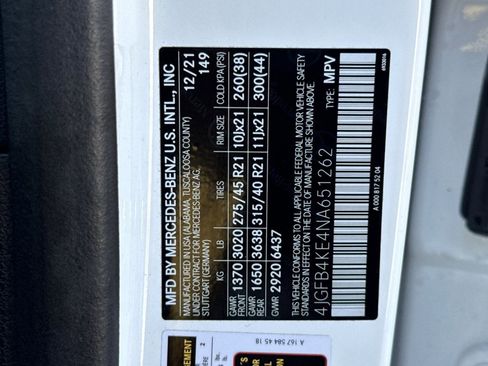 MFD BY MERCEDES-BENZ U.S. INTL., INC
MANUFACTURED IN USA (ALABAMA, TUSCALOOSA COUNTY)
UNDER CONTRACT FOR MERCEDES-BENZ AG,
STUTTGART (GERMANY)
12/21
149
KG LB TIRES RIM SIZE COLD KPA(PSI)
GAWR FRONT 1370 3020 275/45 R21 10Jx21 260(38)
GAWR REAR 1650 3638 315/40 R21 11Jx21 300(44)
GVWR 2920 6437
THIS VEHICLE CONFORMS TO ALL APPLICABLE FEDERAL MOTOR VEHICLE SAFETY
STANDARDS IN EFFECT ON THE DATE OF MANUFACTURE SHOWN ABOVE.
4JGFB4KE4NA651262 TYPE: MPV
A 000 817 52 04
A 167 584 45 18